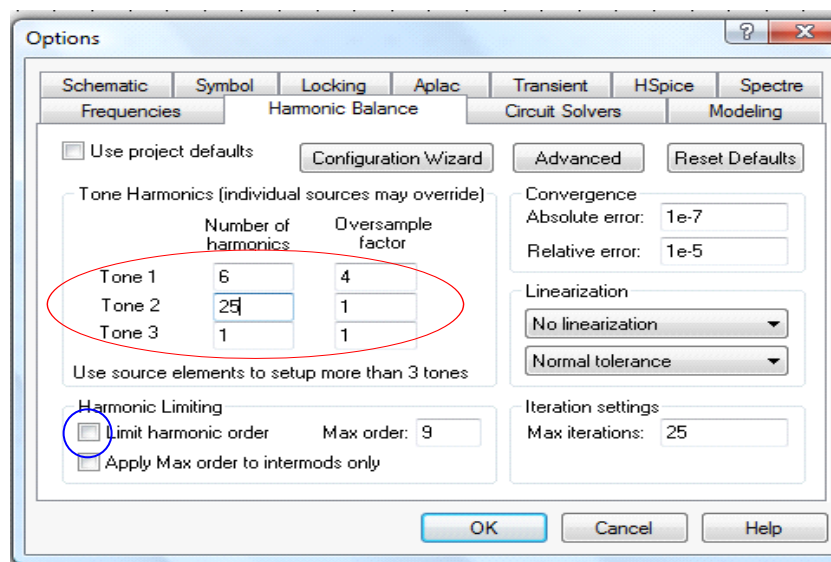 Options
Schematic Symbol Locking Aplac Transient HSpice Spectre
Frequencies Harmonic Balance Circuit Solvers Modeling
Use project defaults Configuration Wizard Advanced Reset Defaults
Tone Harmonics (individual sources may override)
Number of harmonics Oversample factor
Tone 1 6 4
Tone 2 25 1
Tone 3 1 1
Use source elements to setup more than 3 tones
Convergence
Absolute error: 1e-7
Relative error: 1e-5
Linearization
No linearization
Normal tolerance
Harmonic Limiting
Limit harmonic order Max order: 9
Apply Max order to intermods only
Iteration settings
Max iterations: 25
OK Cancel Help